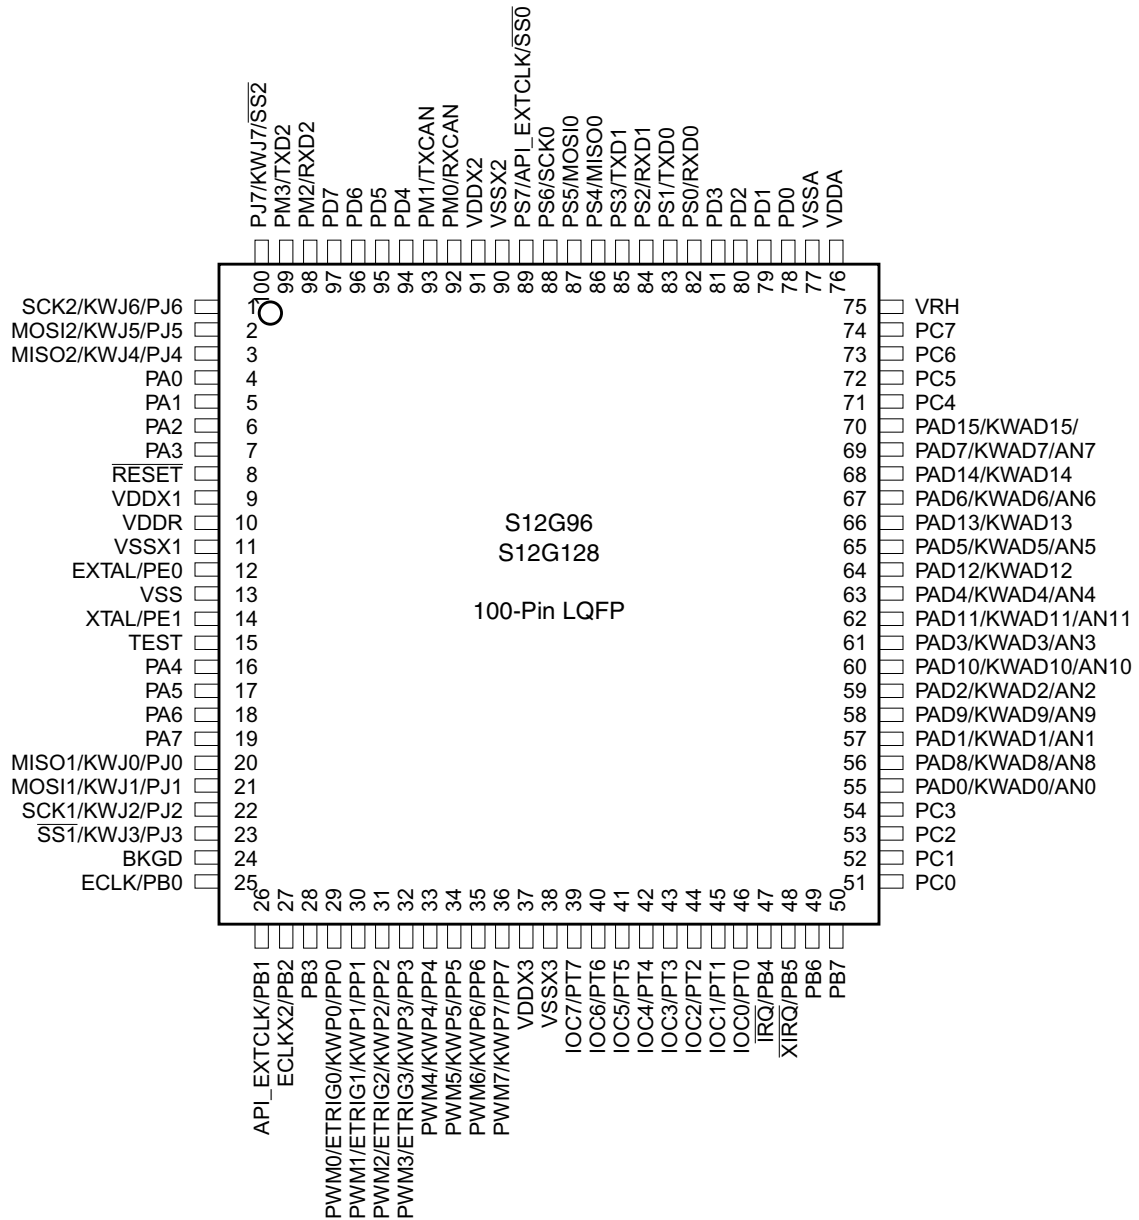 PJ7/KWJ7/SS2
PM3/TXD2
PM2/RXD2
PD7
PD6
PD5
PD4
PM1/TXCAN
PM0/RXCAN
VDDX2
VSSX2
PS7/API_EXTCLK/SS0
PS6/SCK0
PS5/MOSI0
PS4/MISO0
PS3/TXD1
PS2/RXD1
PS1/TXD0
PS0/RXD0
PD3
PD2
PD1
PD0
VSSA
VDDA
100
99
98
97
96
95
94
93
92
91
90
89
88
87
86
85
84
83
82
81
80
79
78
77
76
SCK2/KWJ6/PJ6 1
MOSI2/KWJ5/PJ5 2
MISO2/KWJ4/PJ4 3
PA0 4
PA1 5
PA2 6
PA3 7
RESET 8
VDDX1 9
VDDR 10
VSSX1 11
EXTAL/PE0 12
VSS 13
XTAL/PE1 14
TEST 15
PA4 16
PA5 17
PA6 18
PA7 19
MISO1/KWJ0/PJ0 20
MOSI1/KWJ1/PJ1 21
SCK1/KWJ2/PJ2 22
SS1/KWJ3/PJ3 23
BKGD 24
ECLK/PB0 25
S12G96
S12G128
100-Pin LQFP
75 VRH
74 PC7
73 PC6
72 PC5
71 PC4
70 PAD15/KWAD15/
69 PAD7/KWAD7/AN7
68 PAD14/KWAD14
67 PAD6/KWAD6/AN6
66 PAD13/KWAD13
65 PAD5/KWAD5/AN5
64 PAD12/KWAD12
63 PAD4/KWAD4/AN4
62 PAD11/KWAD11/AN11
61 PAD3/KWAD3/AN3
60 PAD10/KWAD10/AN10
59 PAD2/KWAD2/AN2
58 PAD9/KWAD9/AN9
57 PAD1/KWAD1/AN1
56 PAD8/KWAD8/AN8
55 PAD0/KWAD0/AN0
54 PC3
53 PC2
52 PC1
51 PC0
26
27
28
29
30
31
32
33
34
35
36
37
38
39
40
41
42
43
44
45
46
47
48
49
50
API_EXTCLK/PB1
ECLKX2/PB2
PB3
PWM0/ETRIG0/KWP0/PP0
PWM1/ETRIG1/KWP1/PP1
PWM2/ETRIG2/KWP2/PP2
PWM3/ETRIG3/KWP3/PP3
PWM4/KWP4/PP4
PWM5/KWP5/PP5
PWM6/KWP6/PP6
PWM7/KWP7/PP7
VDDX3
VSSX3
IOC7/PT7
IOC6/PT6
IOC5/PT5
IOC4/PT4
IOC3/PT3
IOC2/PT2
IOC1/PT1
IOC0/PT0
IRQ/PB4
XIRQ/PB5
PB6
PB7